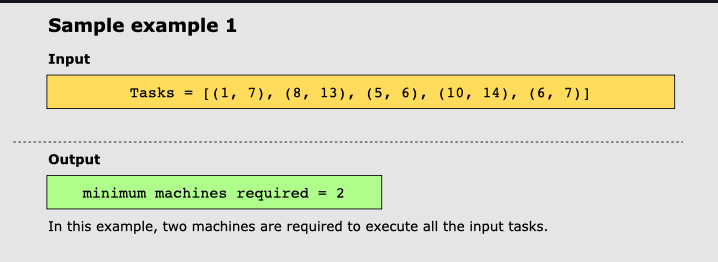 Sample example 1
Input
Tasks = [(1, 7), (8, 13), (5, 6), (10, 14), (6, 7)]
Output
minimum machines required = 2
In this example, two machines are required to execute all the input tasks.